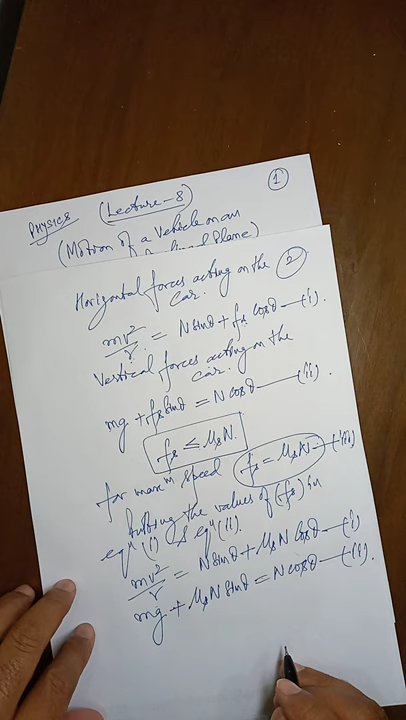 Physics (Lecture-8) ①
(Motion of a Vehicle on an
Plane)
②
Horizontal forces acting on the
car.
mv²/r = N sinθ + fs cosθ —(i).
Vertical forces acting on the
car.
mg + fs sinθ = N cosθ —(ii).
fs ≤ μsN.
for maxᵐ speed fs = μsN —(iii)
putting the values of (fs) in
eqⁿ (i) & eqⁿ (ii).
mv²/r = N sinθ + μsN cosθ —(i)
mg + μsN sinθ = N cosθ —(ii).